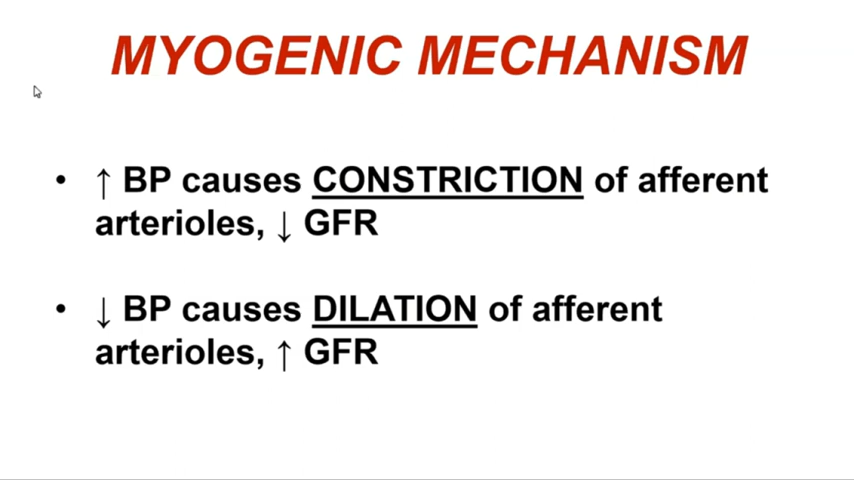 MYOGENIC MECHANISM
• ↑ BP causes CONSTRICTION of afferent
arterioles, ↓ GFR
• ↓ BP causes DILATION of afferent
arterioles, ↑ GFR